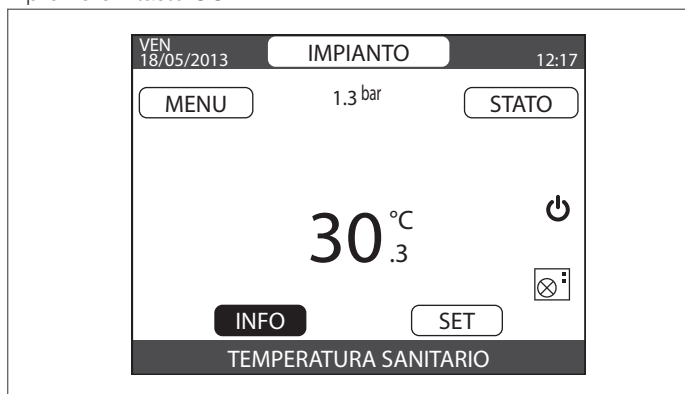 VEN
18/05/2013
IMPIANTO
12:17
MENU
1.3 bar
STATO
30.3 °C
INFO
SET
TEMPERATURA SANITARIO